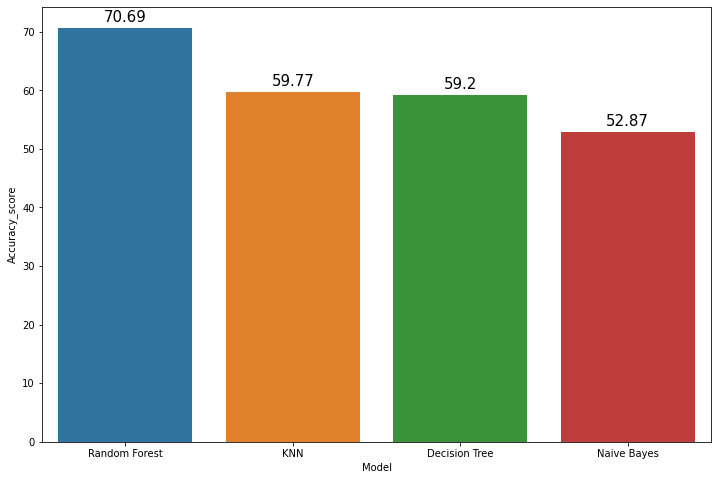 70.69
59.77
59.2
52.87
70
60
50
40
30
20
10
0
Accuracy_score
Random Forest
KNN
Decision Tree
Naive Bayes
Model